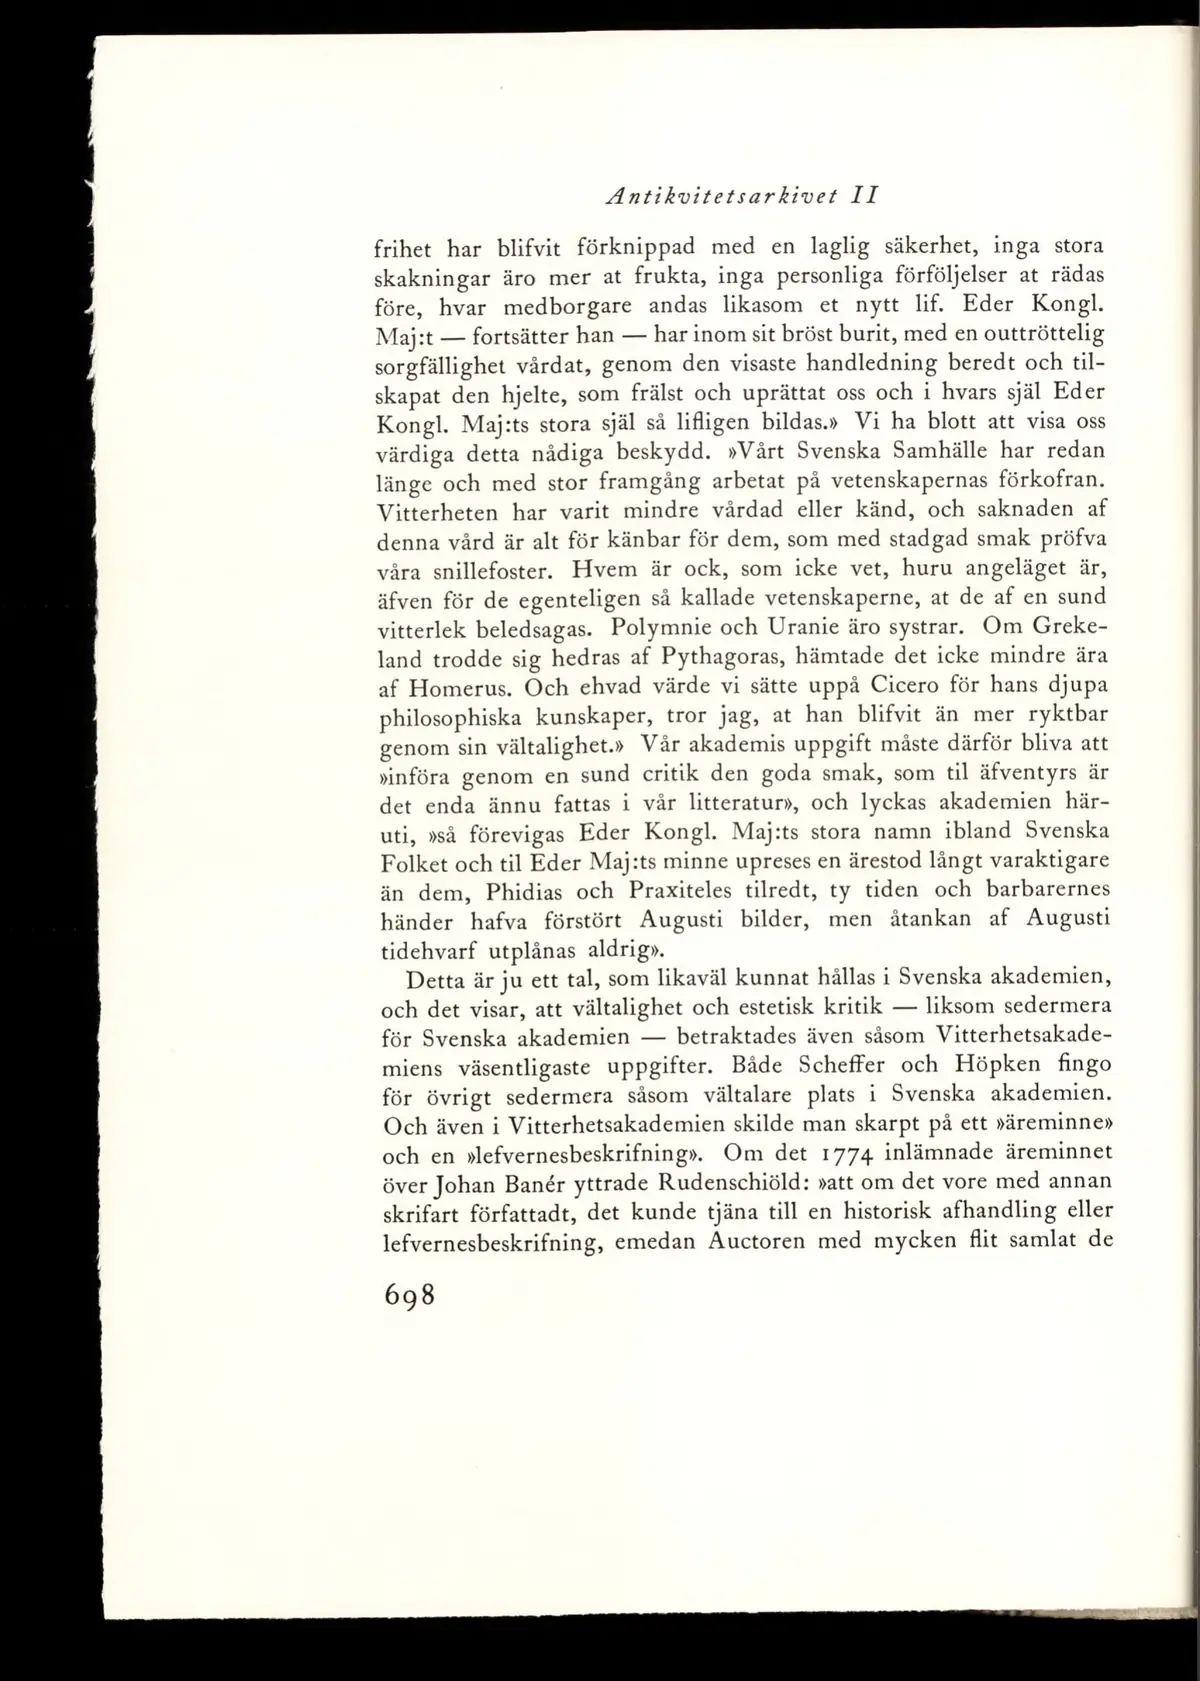 Antikvitetsarkivet II
frihet har blifvit förknippad med en laglig säkerhet, inga stora
skakningar äro mer at frukta, inga personliga förföljelser at rädas
före, hvar medborgare andas likasom et nytt lif. Eder Kongl.
Maj:t — fortsätter han — har inom sit bröst burit, med en outtröttelig
sorgfällighet vårdat, genom den visaste handledning beredt och til-
skapat den hjelte, som frälst och uprättat oss och i hvars själ Eder
Kongl. Maj:ts stora själ så lifligen bildas.» Vi ha blott att visa oss
värdiga detta nådiga beskydd. »Vårt Svenska Samhälle har redan
länge och med stor framgång arbetat på vetenskapernas förkofran.
Vitterheten har varit mindre vårdad eller känd, och saknaden af
denna vård är alt för känbar för dem, som med stadgad smak pröfva
våra snillefoster. Hvem är ock, som icke vet, huru angeläget är,
äfven för de egenteligen så kallade vetenskaperne, at de af en sund
vitterlek beledsagas. Polymnie och Uranie äro systrar. Om Greke-
land trodde sig hedras af Pythagoras, hämtade det icke mindre ära
af Homerus. Och ehvad värde vi sätte uppå Cicero för hans djupa
philosophiska kunskaper, tror jag, at han blifvit än mer ryktbar
genom sin vältalighet.» Vår akademis uppgift måste därför bliva att
»införa genom en sund critik den goda smak, som til äfventyrs är
det enda ännu fattas i vår litteratur», och lyckas akademien här-
uti, »så förevigas Eder Kongl. Maj:ts stora namn ibland Svenska
Folket och til Eder Maj:ts minne upreses en ärestod långt varaktigare
än dem, Phidias och Praxiteles tilredt, ty tiden och barbarernes
händer hafva förstört Augusti bilder, men åtankan af Augusti
tidehvarf utplånas aldrig».
Detta är ju ett tal, som likaväl kunnat hållas i Svenska akademien,
och det visar, att vältalighet och estetisk kritik — liksom sedermera
för Svenska akademien — betraktades även såsom Vitterhetsakade-
miens väsentligaste uppgifter. Både Scheffer och Höpken fingo
för övrigt sedermera såsom vältalare plats i Svenska akademien.
Och även i Vitterhetsakademien skilde man skarpt på ett »äreminne»
och en »lefvernesbeskrifning». Om det 1774 inlämnade äreminnet
över Johan Banér yttrade Rudenschiöld: »att om det vore med annan
skrifart författadt, det kunde tjäna till en historisk afhandling eller
lefvernesbeskrifning, emedan Auctoren med mycken flit samlat de
698